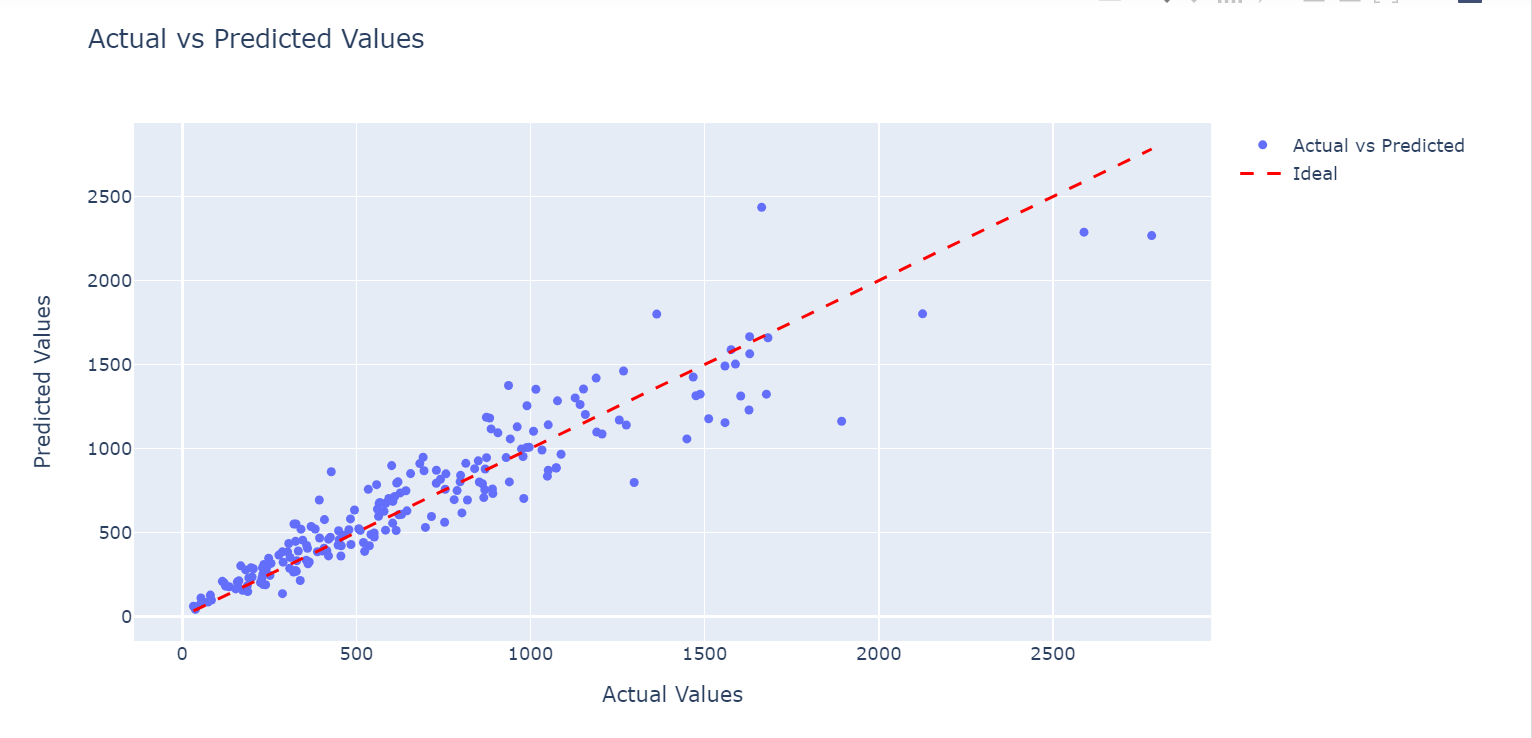 Actual vs Predicted Values
Actual vs Predicted
Ideal
2500
2000
1500
1000
500
0
Predicted Values
0 500 1000 1500 2000 2500
Actual Values